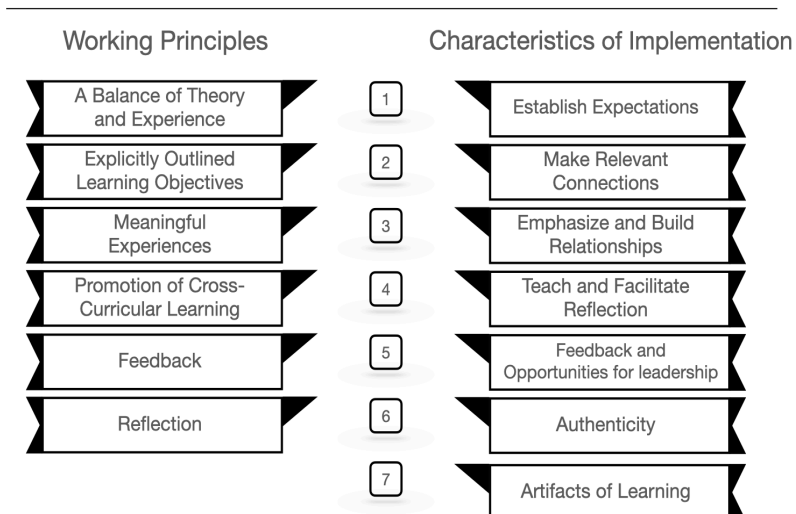 Working Principles
Characteristics of Implementation
A Balance of Theory
and Experience
1
Establish Expectations
Explicitly Outlined
Learning Objectives
2
Make Relevant
Connections
Meaningful
Experiences
3
Emphasize and Build
Relationships
Promotion of Cross-
Curricular Learning
4
Teach and Facilitate
Reflection
Feedback
5
Feedback and
Opportunities for leadership
Reflection
6
Authenticity
7
Artifacts of Learning